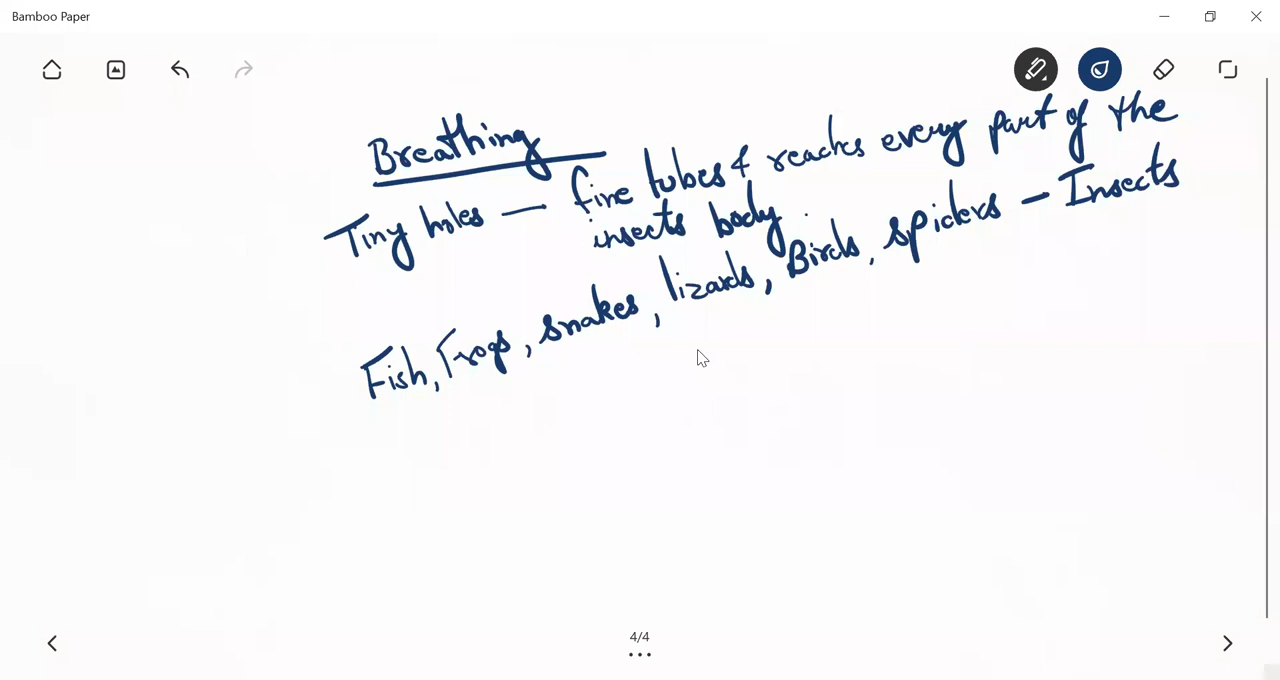 Bamboo Paper
Breathing
Tiny holes — fine tubes & reaches every part of the
insects body.
Fish, Frogs, snakes, lizards, Birds, spiders - Insects
4/4